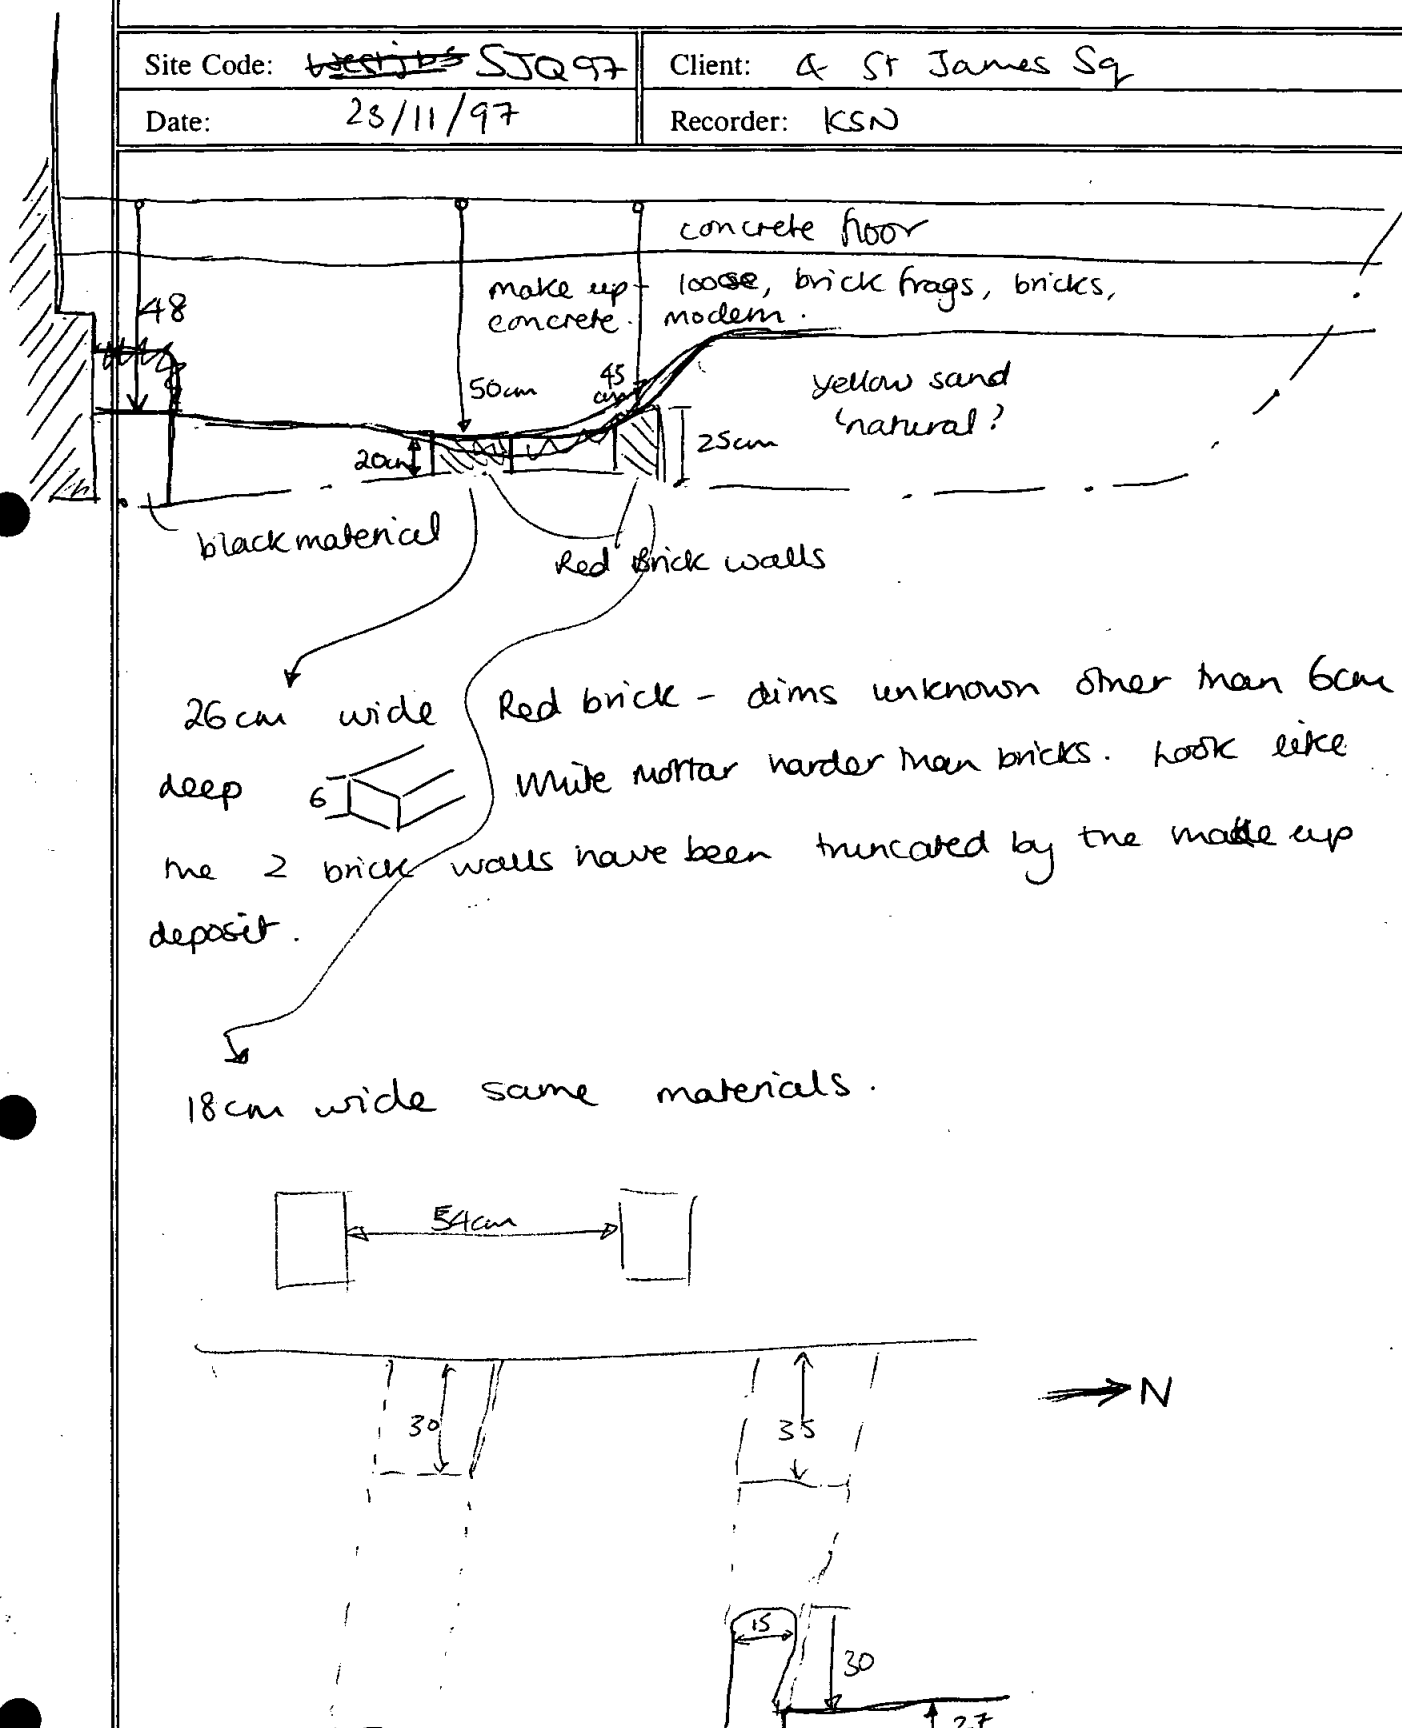 Site Code: SJQ97 Client: 4 St James Sq
Date: 23/11/97 Recorder: KSN
concrete floor
make up - loose, brick frags, bricks,
concrete. modern.
48
50cm
45
cm
yellow sand
'natural?
20cm
25cm
black material
Red Brick walls
26cm wide Red brick - dims unknown other than 6cm
deep 6 White mortar harder than bricks. Look like
the 2 brick walls have been truncated by the make up
deposit.
18cm wide same materials.
54cm
N
30
35
15
30
27